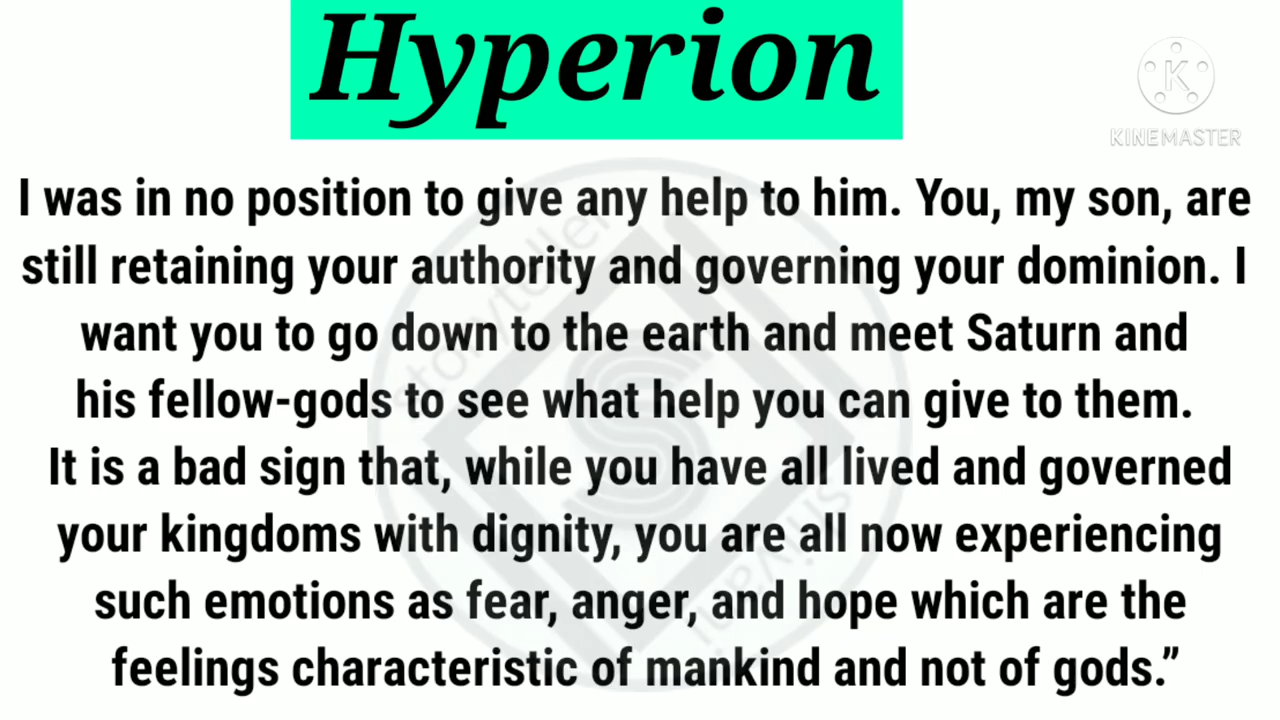 Hyperion
KINEMASTER
I was in no position to give any help to him. You, my son, are
still retaining your authority and governing your dominion. I
want you to go down to the earth and meet Saturn and
his fellow-gods to see what help you can give to them.
It is a bad sign that, while you have all lived and governed
your kingdoms with dignity, you are all now experiencing
such emotions as fear, anger, and hope which are the
feelings characteristic of mankind and not of gods.”
storyteller